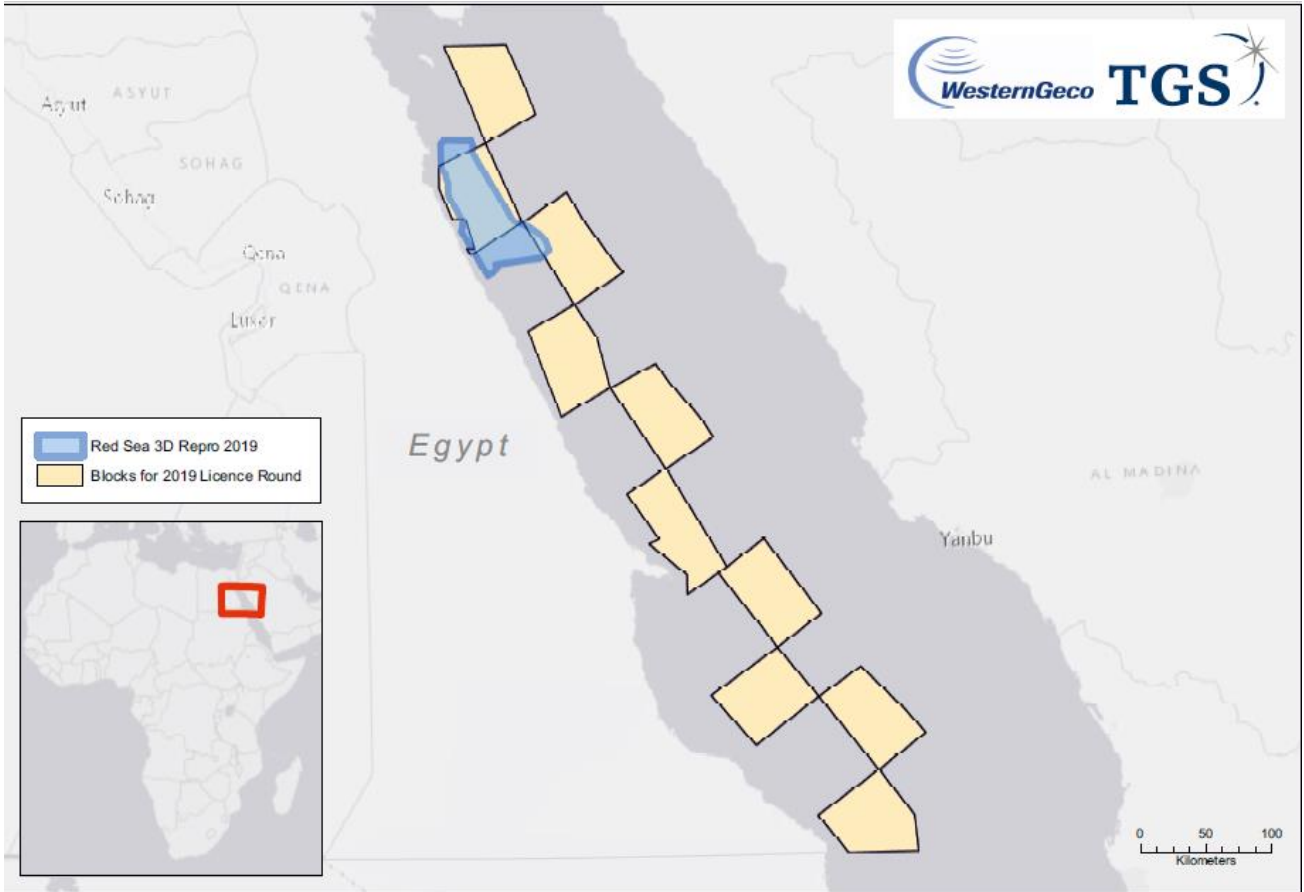 WesternGeco TGS
ASYUT
Asyut
SOHAG
Sohag
Qena
QENA
Luxor
Egypt
Red Sea 3D Repro 2019
Blocks for 2019 Licence Round
AL MADINA
Yanbu
0 50 100
Kilometers